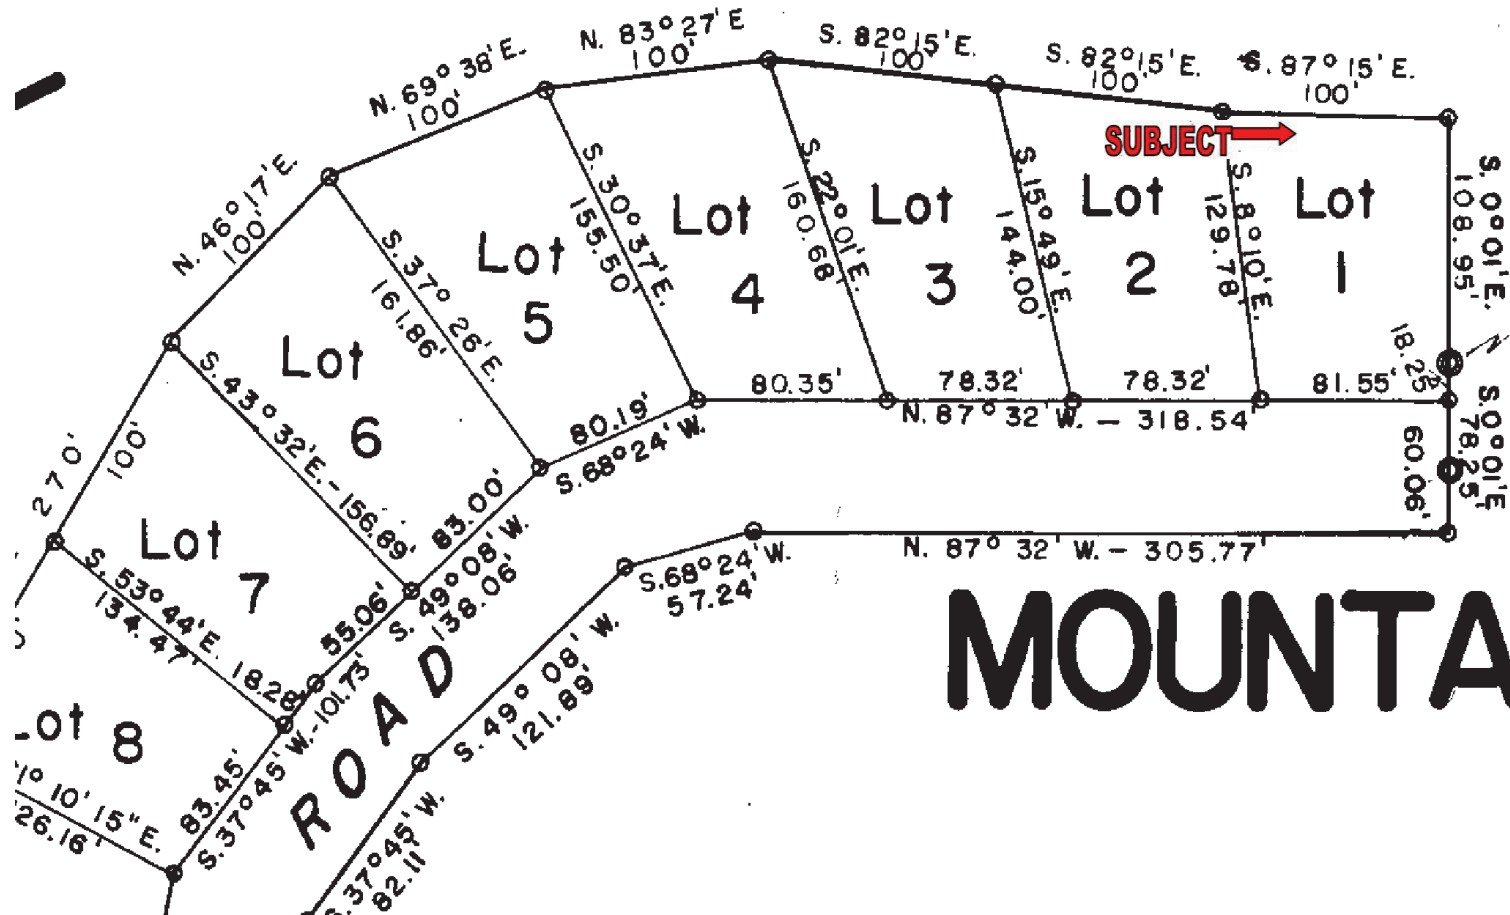 N. 83° 27' E
100'
S. 82° 15' E.
100'
S. 82° 15' E.
100'
S. 87° 15' E.
100'
N. 69° 38' E.
100'
SUBJECT
N. 46° 17' E.
100'
S. 30° 37' E.
155.50'
S. 22° 01' E.
160.68'
S. 15° 49' E.
144.00'
S. 8° 10' E.
129.78'
S. 0° 01' E.
108.95'
Lot
1
Lot
2
Lot
3
Lot
4
Lot
5
Lot
6
Lot
7
Lot 8
S. 37° 26' E.
161.86'
18.25'
80.35'
78.32'
78.32'
81.55'
N. 87° 32' W. - 318.54'
S. 0° 01' E
78.25'
60.06'
80.19'
S. 68° 24' W.
S. 43° 32' E. - 156.69'
83.00'
S. 49° 08' W.
138.06'
100'
S. 53° 44' E.
134.47'
55.06'
18.28'
S. 37° 45' W. - 101.73'
83.45'
N. 87° 32' W. - 305.77'
S. 68° 24' W.
57.24'
S. 49° 08' W.
121.89'
ROAD
MOUNTA
10' 15" E.
26.16'
S. 37° 45' W.
82.11'